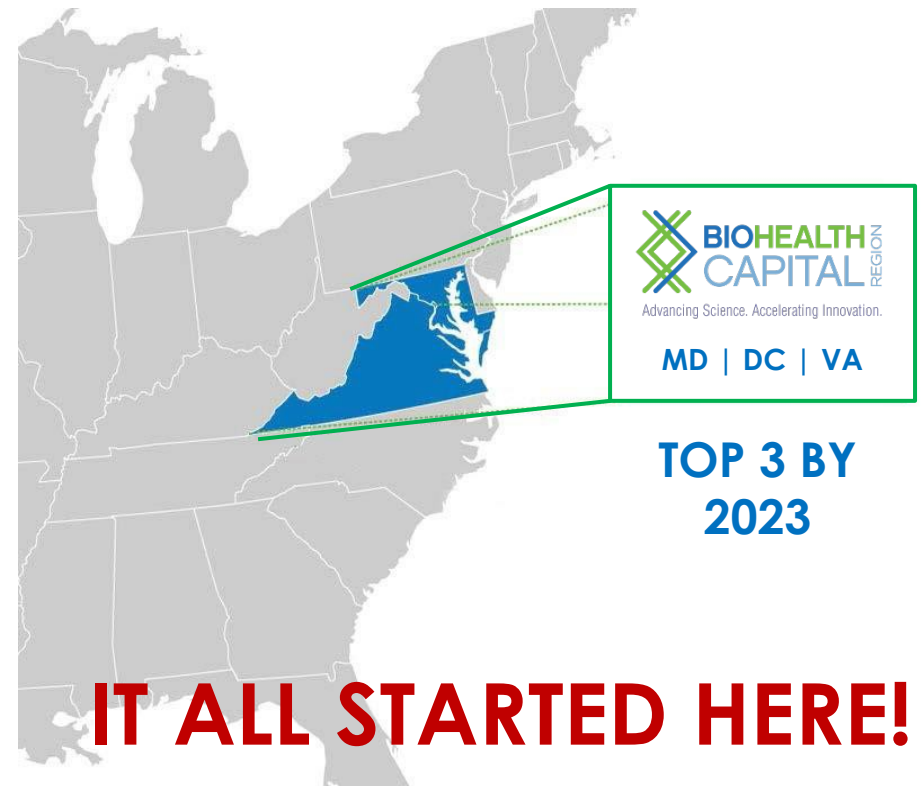 BIOHEALTH
CAPITAL
REGION
Advancing Science. Accelerating Innovation.
MD | DC | VA
TOP 3 BY
2023
IT ALL STARTED HERE!